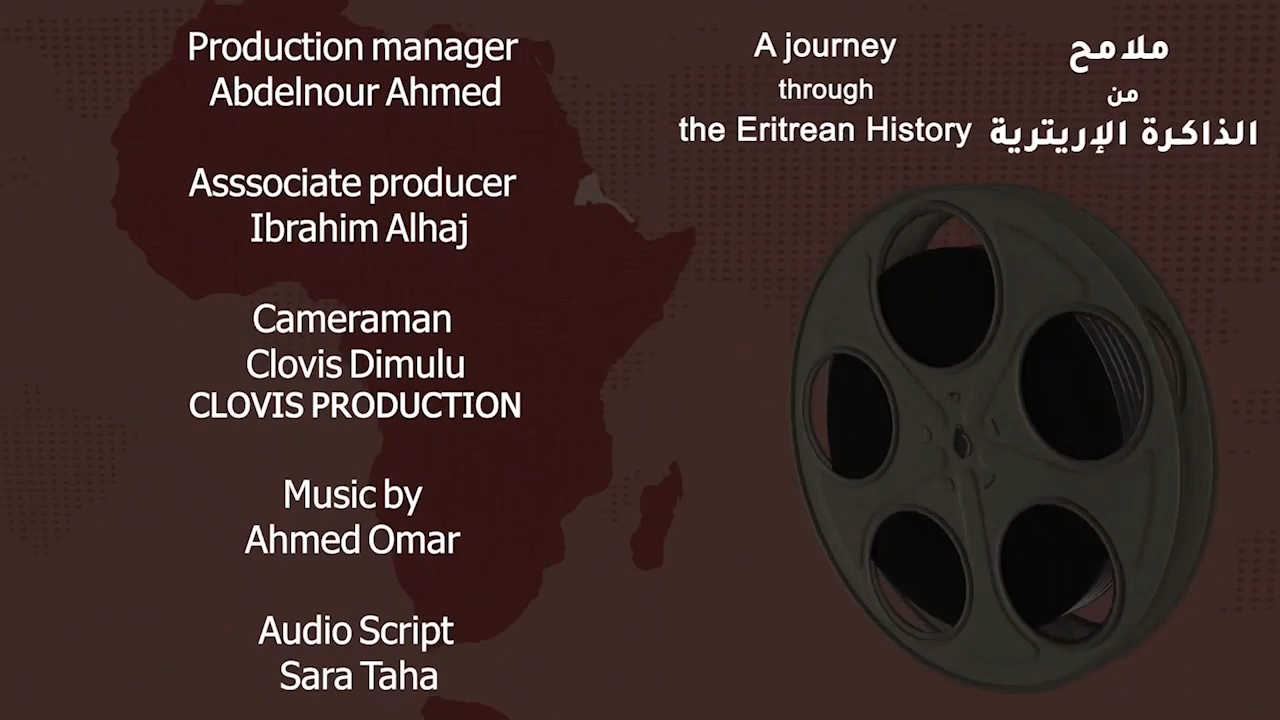 Production manager
Abdelnour Ahmed
Asssociate producer
Ibrahim Alhaj
Cameraman
Clovis Dimulu
CLOVIS PRODUCTION
Music by
Ahmed Omar
Audio Script
Sara Taha
A journey
through
the Eritrean History
ملامح
من
الذاكرة الإريترية